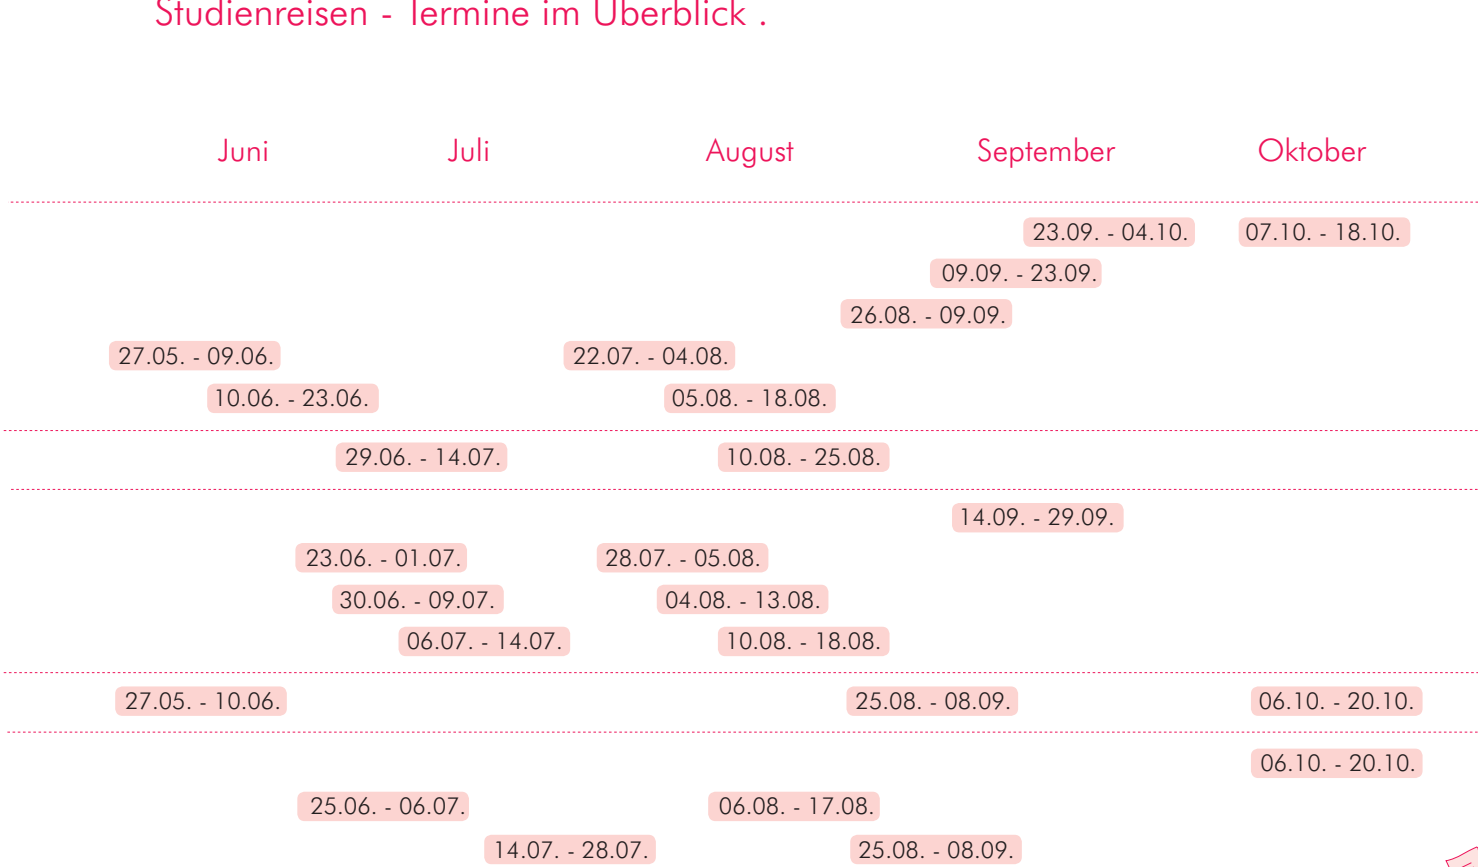 Studienreisen - Termine im Überblick .
Juni Juli August September Oktober
23.09. - 04.10. 07.10. - 18.10.
09.09. - 23.09.
26.08. - 09.09.
27.05. - 09.06. 22.07. - 04.08.
10.06. - 23.06. 05.08. - 18.08.
29.06. - 14.07. 10.08. - 25.08.
14.09. - 29.09.
23.06. - 01.07. 28.07. - 05.08.
30.06. - 09.07. 04.08. - 13.08.
06.07. - 14.07. 10.08. - 18.08.
27.05. - 10.06. 25.08. - 08.09. 06.10. - 20.10.
06.10. - 20.10.
25.06. - 06.07. 06.08. - 17.08.
14.07. - 28.07. 25.08. - 08.09.